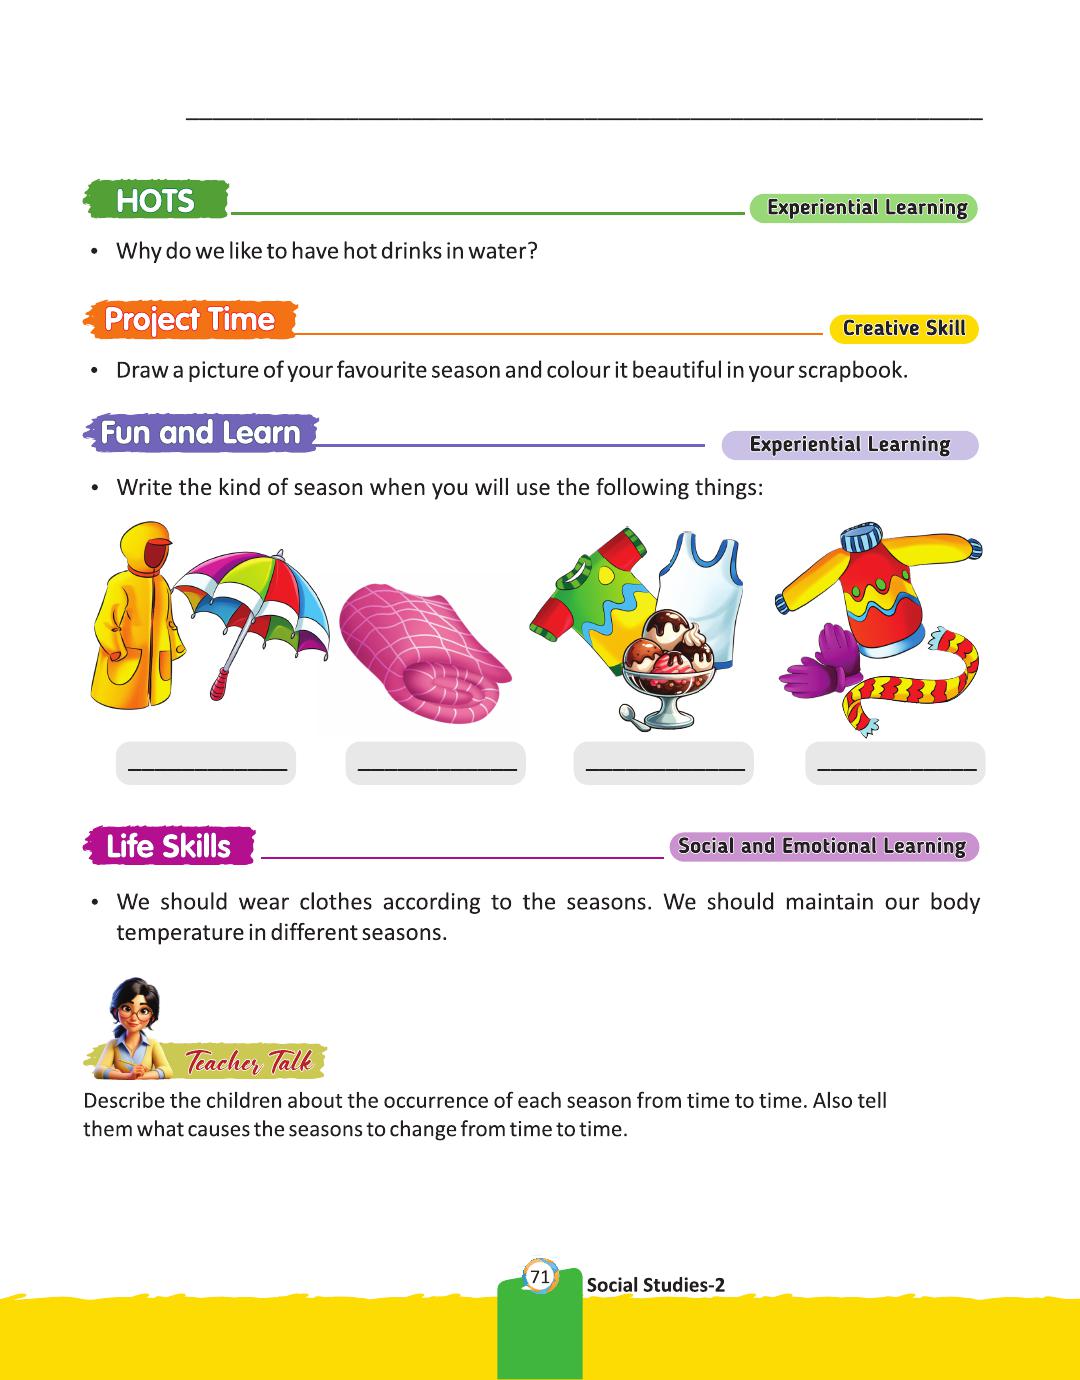 HOTS
Experiential Learning
• Why do we like to have hot drinks in water?
Project Time
Creative Skill
• Draw a picture of your favourite season and colour it beautiful in your scrapbook.
Fun and Learn
Experiential Learning
• Write the kind of season when you will use the following things:
Life Skills
Social and Emotional Learning
• We should wear clothes according to the seasons. We should maintain our body
temperature in different seasons.
Teacher Talk
Describe the children about the occurrence of each season from time to time. Also tell
them what causes the seasons to change from time to time.
71
Social Studies-2